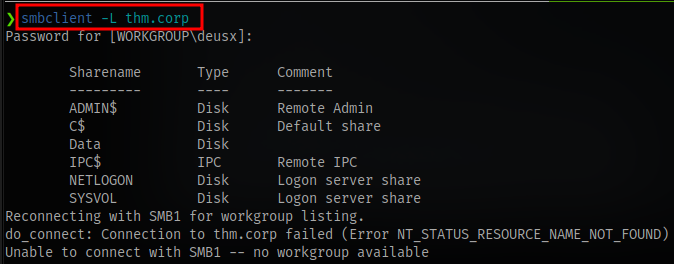 ❯ smbclient -L thm.corp
Password for [WORKGROUP\deusx]:
Sharename Type Comment
--------- ---- -------
ADMIN$ Disk Remote Admin
C$ Disk Default share
Data Disk
IPC$ IPC Remote IPC
NETLOGON Disk Logon server share
SYSVOL Disk Logon server share
Reconnecting with SMB1 for workgroup listing.
do_connect: Connection to thm.corp failed (Error NT_STATUS_RESOURCE_NAME_NOT_FOUND)
Unable to connect with SMB1 -- no workgroup available